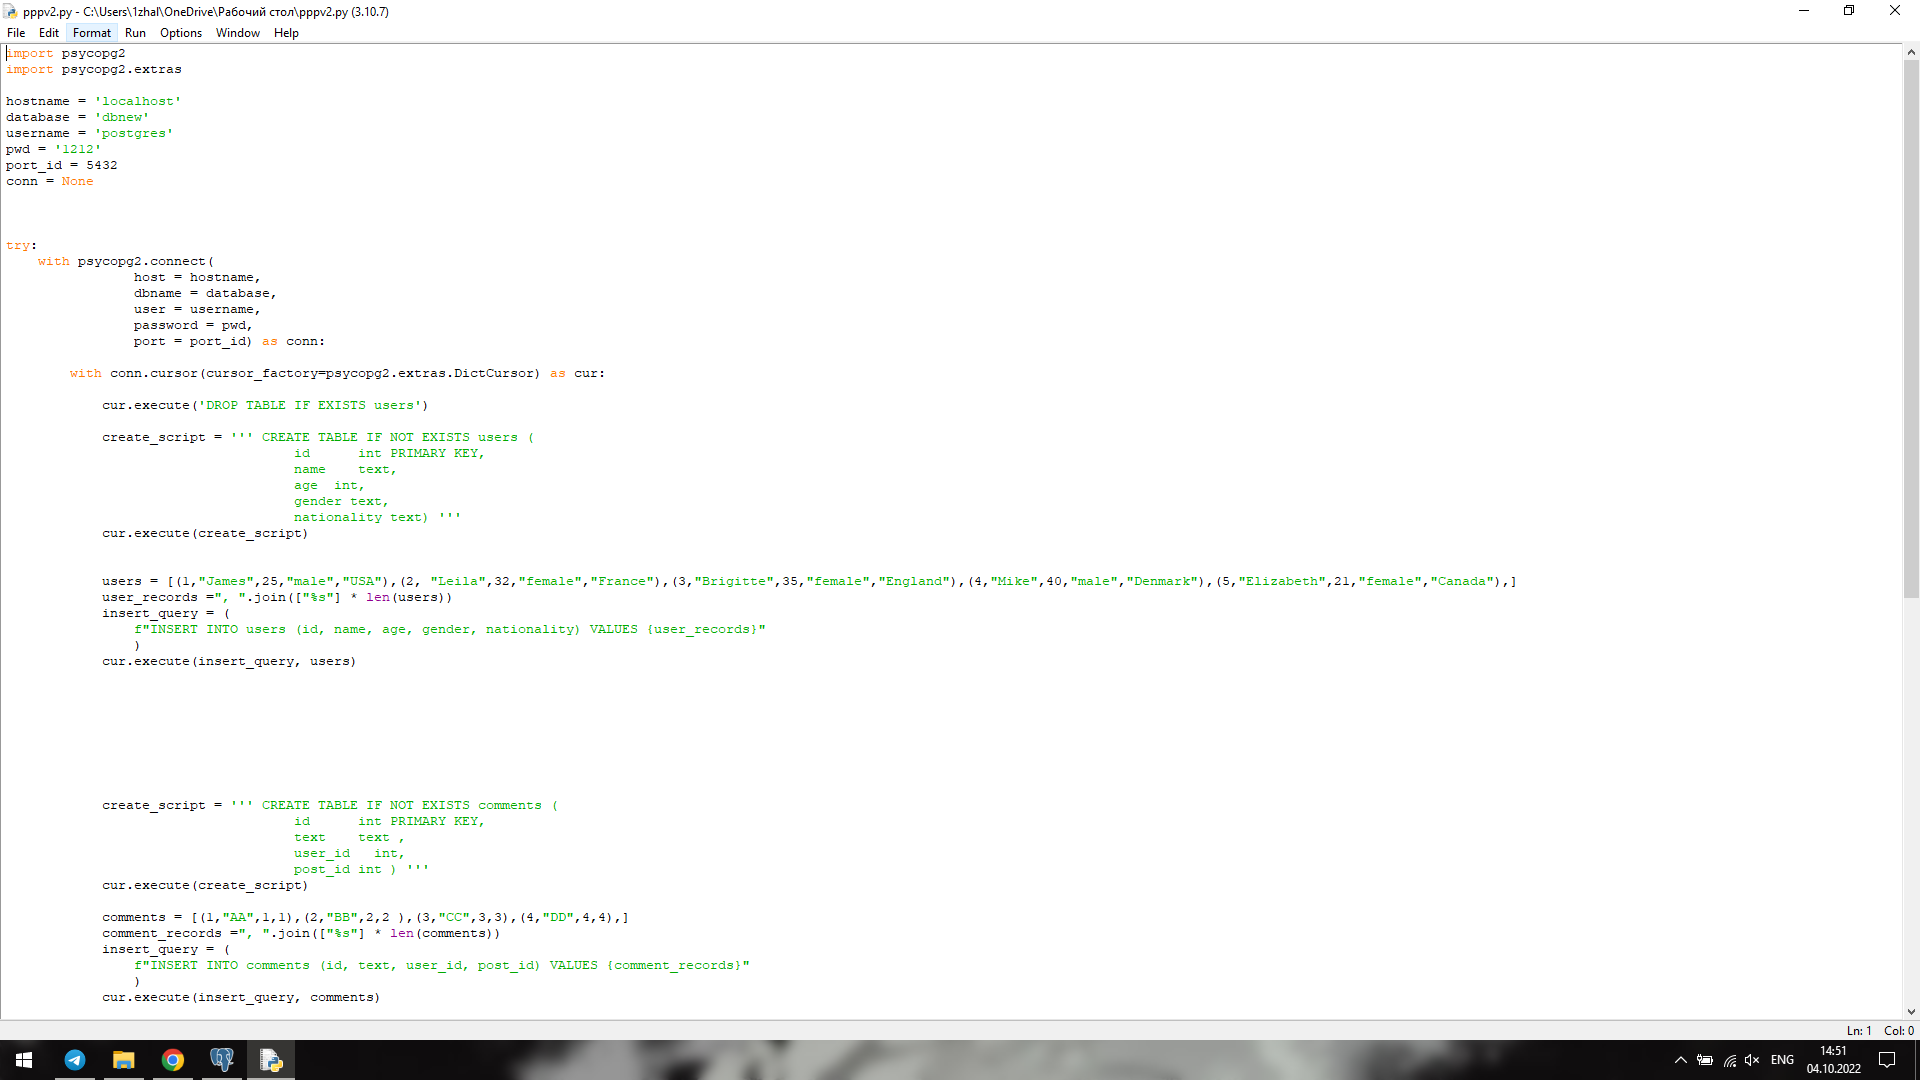 pppv2.py - C:\Users\1zhal\OneDrive\Рабочий стол\pppv2.py (3.10.7)
File Edit Format Run Options Window Help
import psycopg2
import psycopg2.extras
hostname = 'localhost'
database = 'dbnew'
username = 'postgres'
pwd = '1212'
port_id = 5432
conn = None
try:
    with psycopg2.connect(
                host = hostname,
                dbname = database,
                user = username,
                password = pwd,
                port = port_id) as conn:
        with conn.cursor(cursor_factory=psycopg2.extras.DictCursor) as cur:
            cur.execute('DROP TABLE IF EXISTS users')
            create_script = ''' CREATE TABLE IF NOT EXISTS users (
                                    id      int PRIMARY KEY,
                                    name    text,
                                    age  int,
                                    gender text,
                                    nationality text) '''
            cur.execute(create_script)
            users = [(1,"James",25,"male","USA"),(2, "Leila",32,"female","France"),(3,"Brigitte",35,"female","England"),(4,"Mike",40,"male","Denmark"),(5,"Elizabeth",21,"female","Canada"),]
            user_records =", ".join(["%s"] * len(users))
            insert_query = (
                f"INSERT INTO users (id, name, age, gender, nationality) VALUES {user_records}"
                )
            cur.execute(insert_query, users)
            create_script = ''' CREATE TABLE IF NOT EXISTS comments (
                                    id      int PRIMARY KEY,
                                    text    text ,
                                    user_id   int,
                                    post_id int ) '''
            cur.execute(create_script)
            comments = [(1,"AA",1,1),(2,"BB",2,2 ),(3,"CC",3,3),(4,"DD",4,4),]
            comment_records =", ".join(["%s"] * len(comments))
            insert_query = (
                f"INSERT INTO comments (id, text, user_id, post_id) VALUES {comment_records}"
                )
            cur.execute(insert_query, comments)
Ln: 1 Col: 0
ENG
14:51
04.10.2022